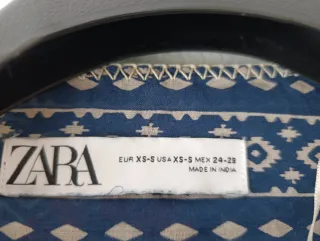 ZARA
EUR XS-S USA XS-S MEX 24-28
MADE IN INDIA